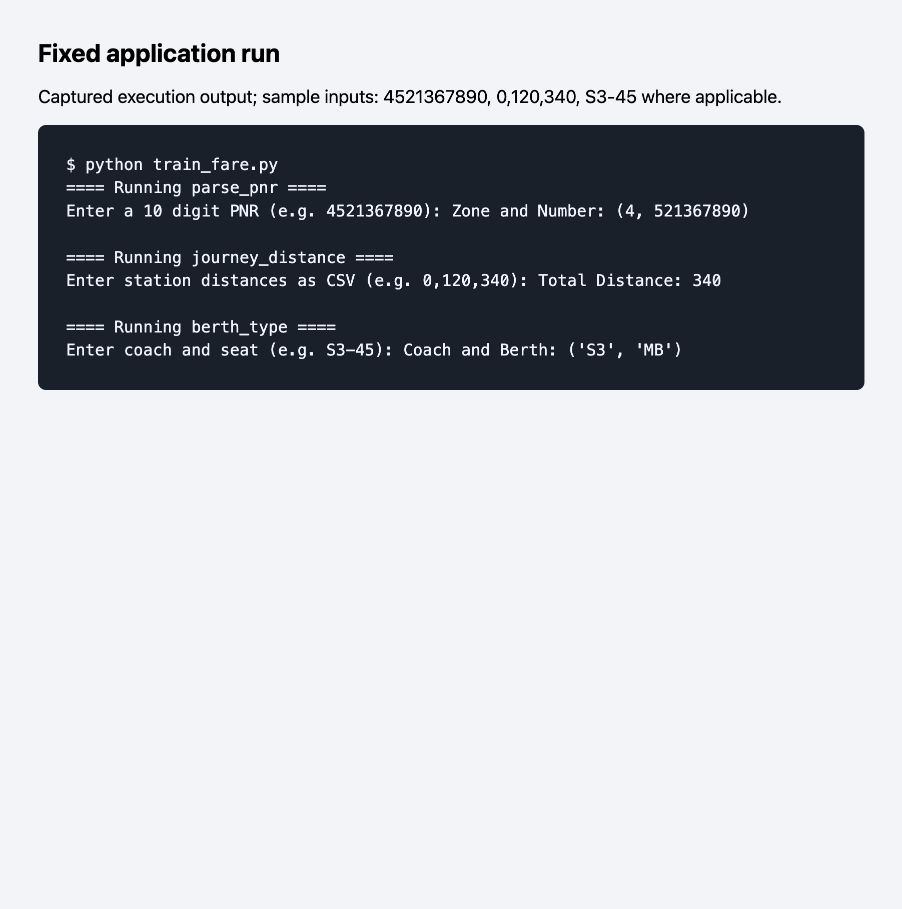 Fixed application run
Captured execution output; sample inputs: 4521367890, 0,120,340, S3-45 where applicable.
$ python train_fare.py
==== Running parse_pnr ====
Enter a 10 digit PNR (e.g. 4521367890): Zone and Number: (4, 521367890)
==== Running journey_distance ====
Enter station distances as CSV (e.g. 0,120,340): Total Distance: 340
==== Running berth_type ====
Enter coach and seat (e.g. S3-45): Coach and Berth: ('S3', 'MB')